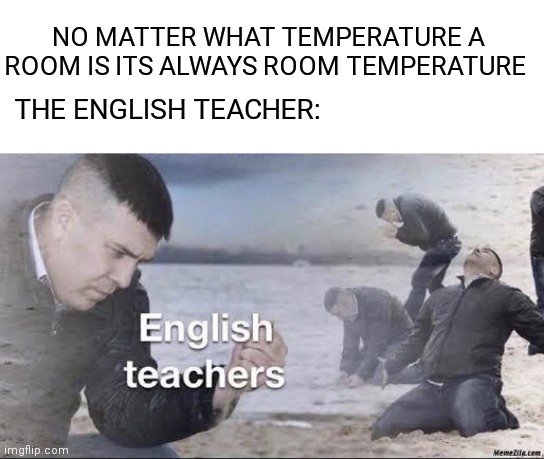 NO MATTER WHAT TEMPERATURE A
ROOM IS ITS ALWAYS ROOM TEMPERATURE
THE ENGLISH TEACHER:
English
teachers
imgflip.com
MemeZila.com